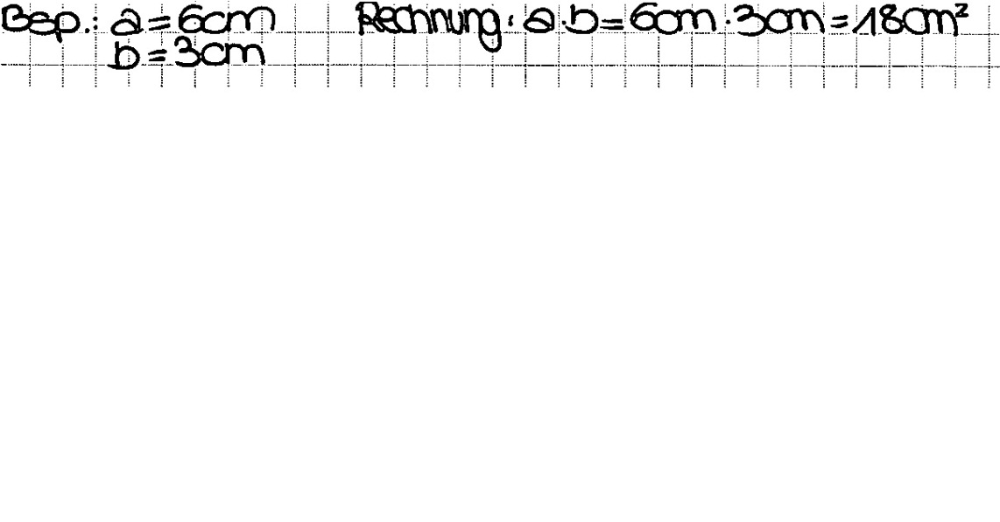 Bsp.: a = 6cm Rechnung: a · b = 6cm · 3cm = 18cm²
b = 3cm